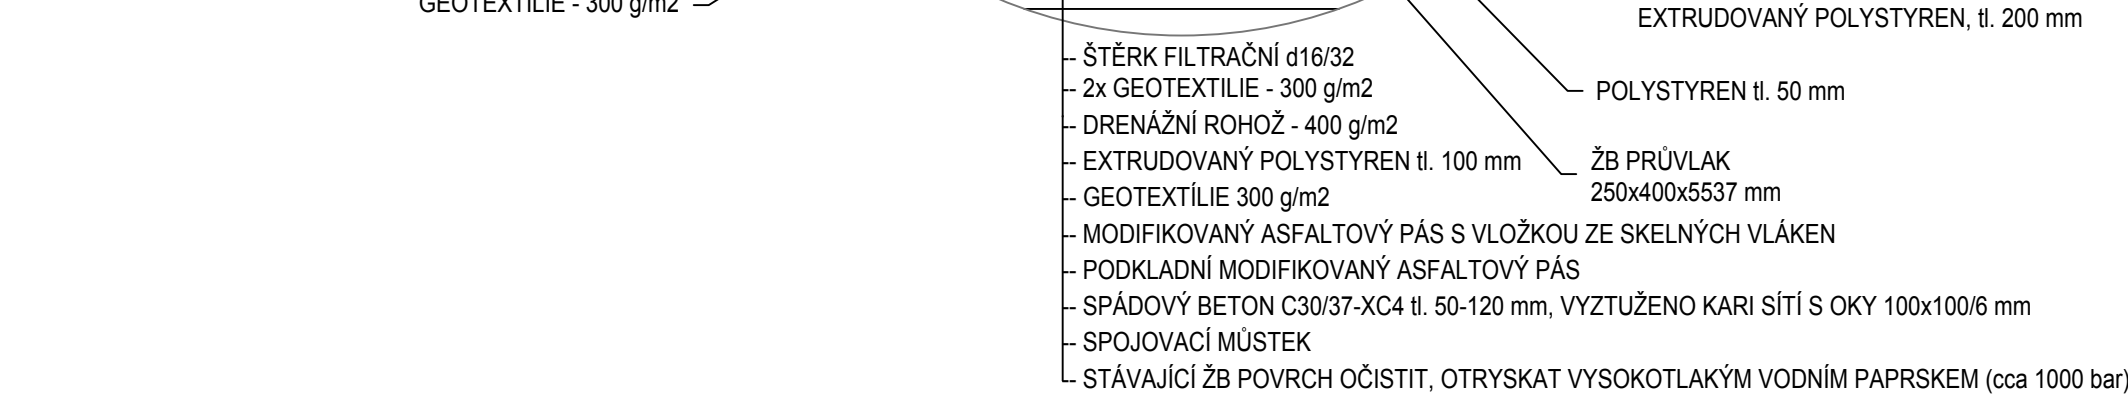 GEOTEXTILIE - 300 g/m2
EXTRUDOVANÝ POLYSTYREN, tl. 200 mm
ŠTĚRK FILTRAČNÍ d16/32
2x GEOTEXTILIE - 300 g/m2
POLYSTYREN tl. 50 mm
DRENÁŽNÍ ROHOŽ - 400 g/m2
EXTRUDOVANÝ POLYSTYREN tl. 100 mm
ŽB PRŮVLAK
250x400x5537 mm
GEOTEXTÍLIE 300 g/m2
MODIFIKOVANÝ ASFALTOVÝ PÁS S VLOŽKOU ZE SKELNÝCH VLÁKEN
PODKLADNÍ MODIFIKOVANÝ ASFALTOVÝ PÁS
SPÁDOVÝ BETON C30/37-XC4 tl. 50-120 mm, VYZTUŽENO KARI SÍTÍ S OKY 100x100/6 mm
SPOJOVACÍ MŮSTEK
STÁVAJÍCÍ ŽB POVRCH OČISTIT, OTRYSKAT VYSOKOTLAKÝM VODNÍM PAPRSKEM (cca 1000 bar)